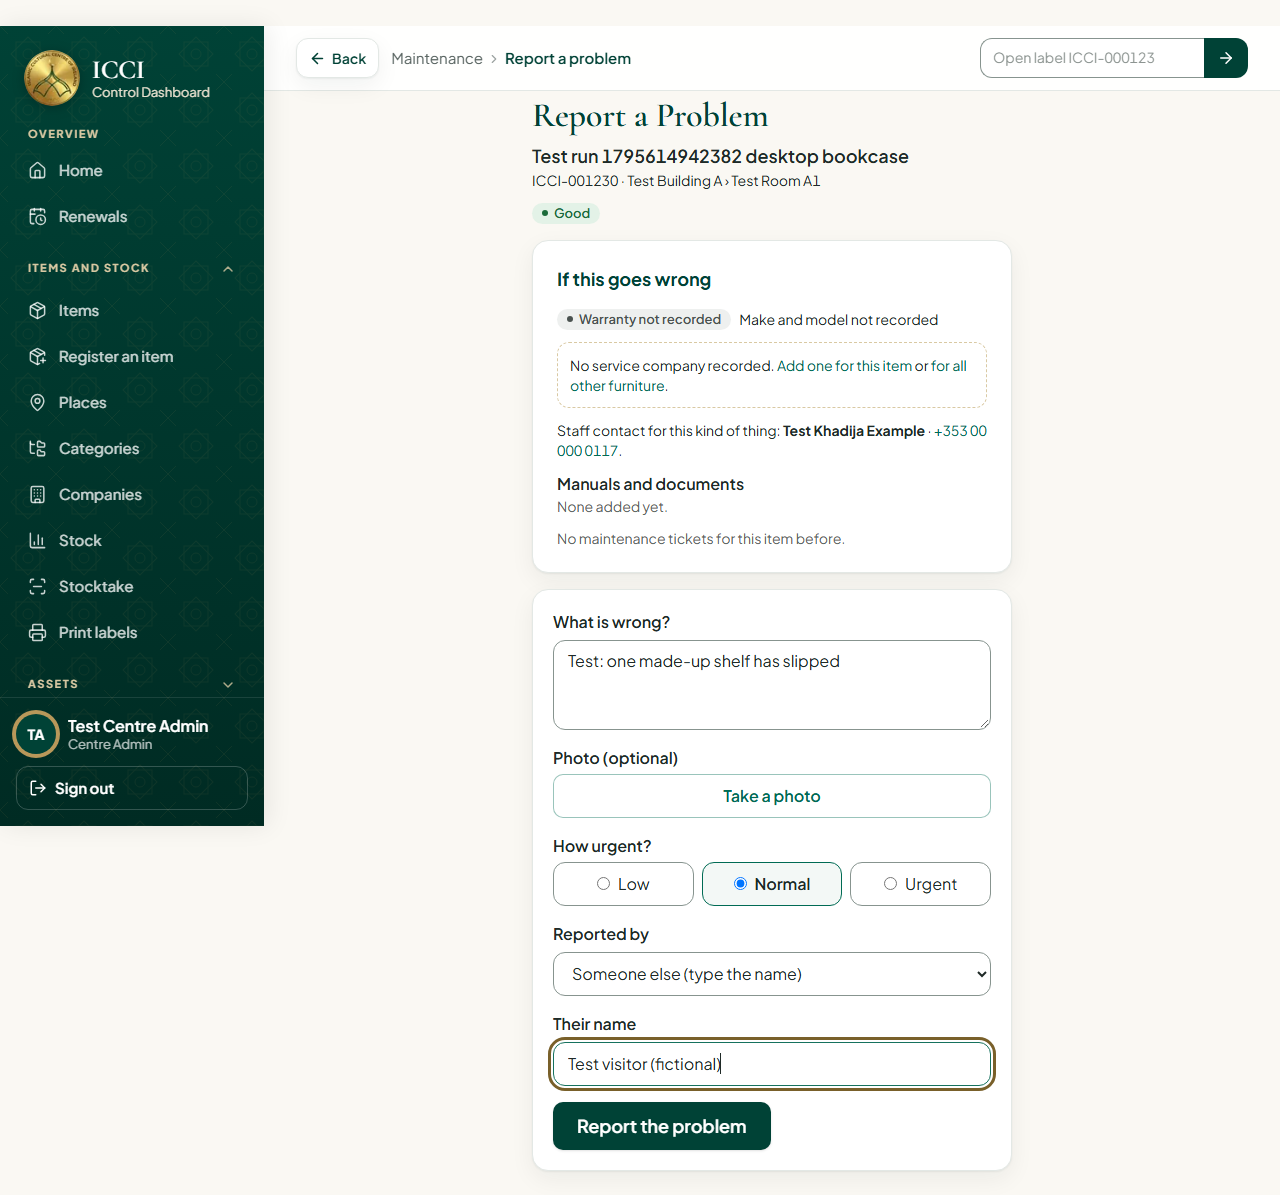 ICCI
Control Dashboard
OVERVIEW
Home
Renewals
ITEMS AND STOCK
Items
Register an item
Places
Categories
Companies
Stock
Stocktake
Print labels
ASSETS
TA
Test Centre Admin
Centre Admin
Sign out
Back
Maintenance › Report a problem
Open label ICCI-000123
Report a Problem
Test run 1795614942382 desktop bookcase
ICCI-001230 · Test Building A › Test Room A1
Good
If this goes wrong
Warranty not recorded
Make and model not recorded
No service company recorded. Add one for this item or for all
other furniture.
Staff contact for this kind of thing: Test Khadija Example · +353 00
000 0117.
Manuals and documents
None added yet.
No maintenance tickets for this item before.
What is wrong?
Test: one made-up shelf has slipped
Photo (optional)
Take a photo
How urgent?
Low
Normal
Urgent
Reported by
Someone else (type the name)
Their name
Test visitor (fictional)
Report the problem